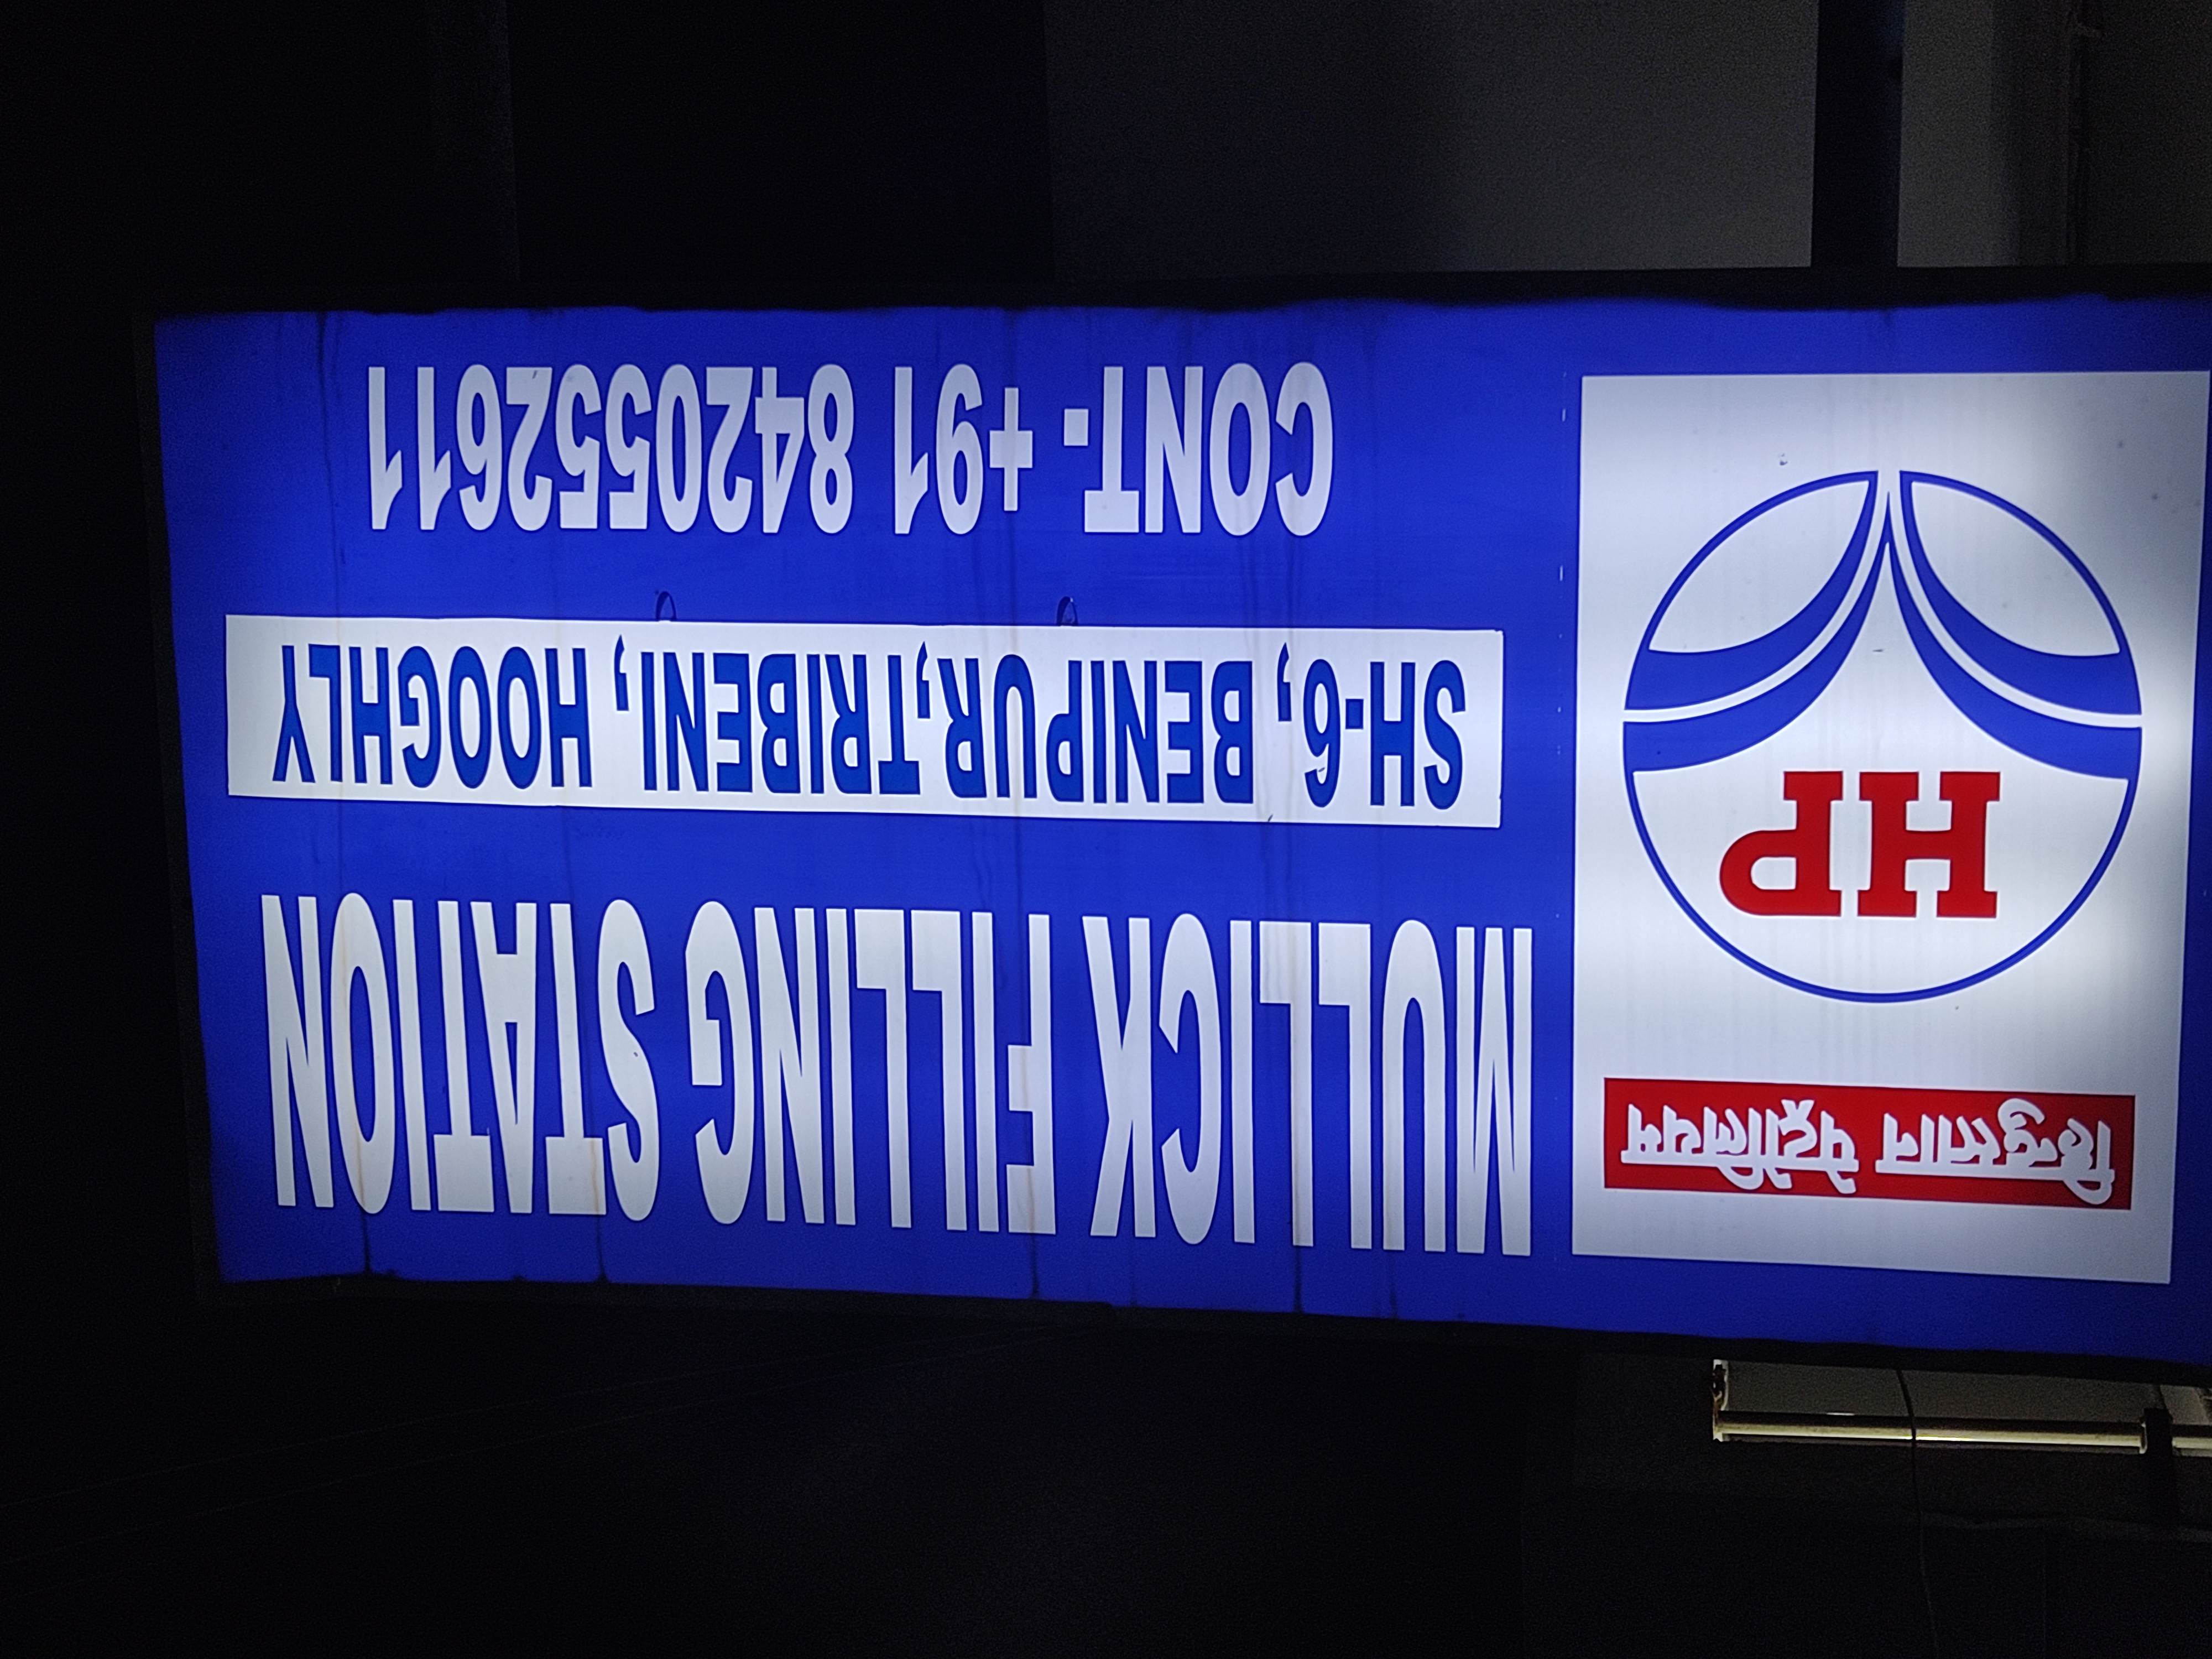 हिन्दुस्तान पेट्रोलियम
HP
MULLICK FILLING STATION
SH-6, BENIPUR,TRIBENI, HOOGHLY
CONT- +91 8420552611